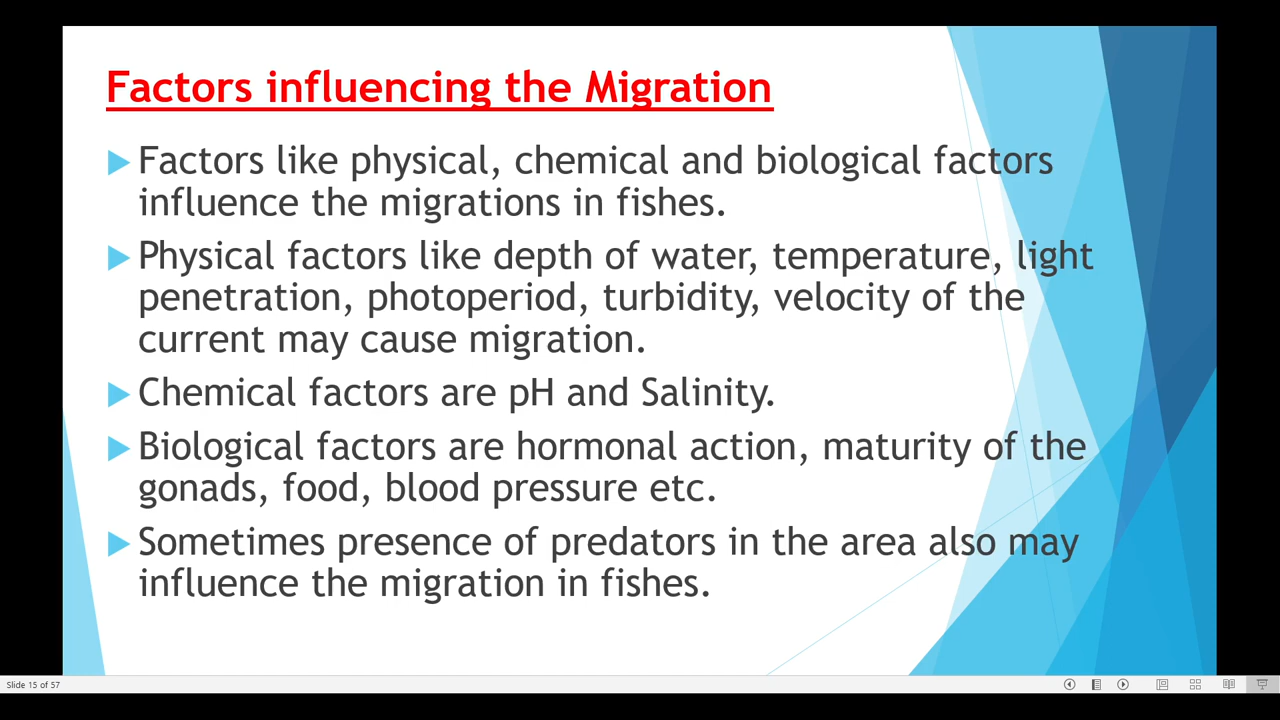 Factors influencing the Migration
Factors like physical, chemical and biological factors
influence the migrations in fishes.
Physical factors like depth of water, temperature, light
penetration, photoperiod, turbidity, velocity of the
current may cause migration.
Chemical factors are pH and Salinity.
Biological factors are hormonal action, maturity of the
gonads, food, blood pressure etc.
Sometimes presence of predators in the area also may
influence the migration in fishes.
Slide 15 of 57